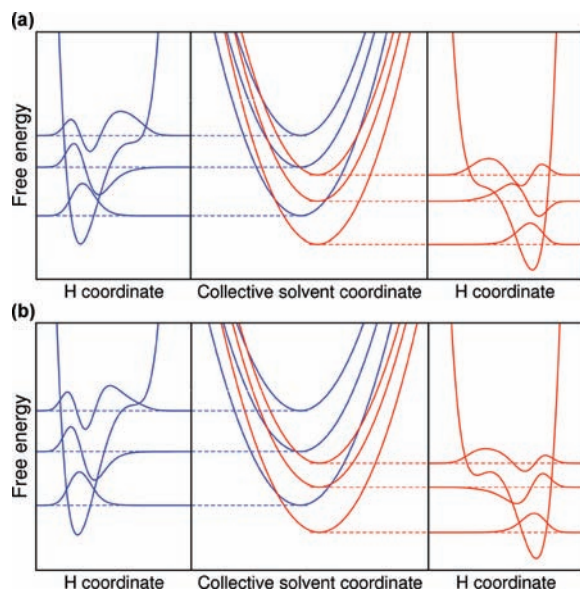 (a)
Free energy
H coordinate Collective solvent coordinate H coordinate
(b)
Free energy
H coordinate Collective solvent coordinate H coordinate